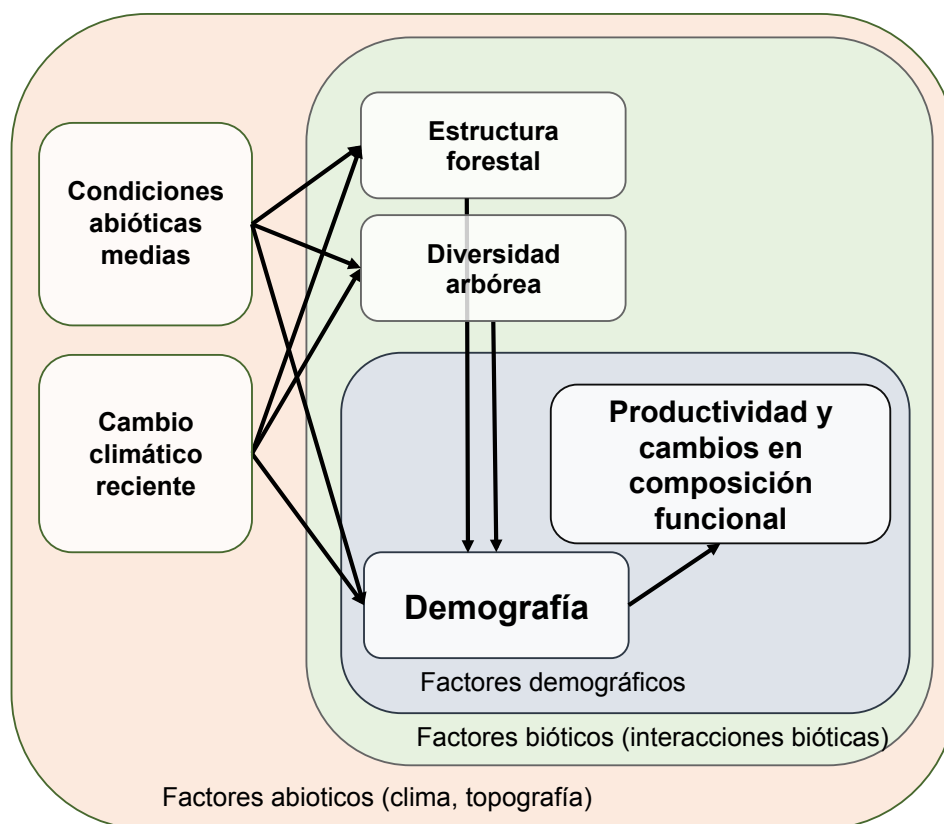 Estructura
forestal
Condiciones
abióticas
medias
Diversidad
arbórea
Cambio
climático
reciente
Productividad y
cambios en
composición
funcional
Demografía
Factores demográficos
Factores bióticos (interacciones bióticas)
Factores abioticos (clima, topografía)